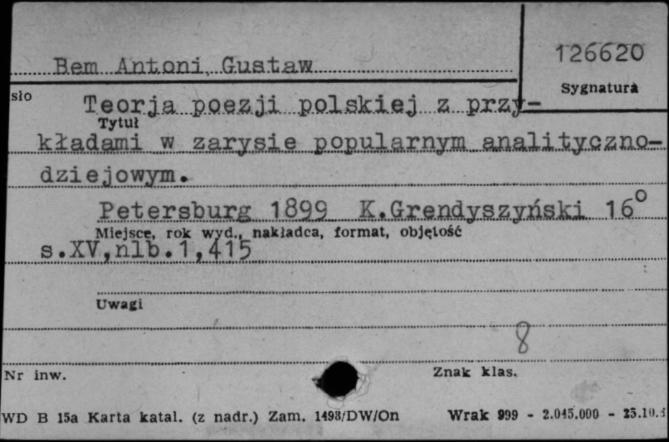 Bem Antoni Gustaw
126620
Sygnatura
sło
Teorja poezji polskiej z przy-
Tytuł
kładami w zarysie popularnym analityczno-
dziejowym.
Petersburg 1899 K.Grendyszyński 16°
Miejsce, rok wyd., nakładca, format, objętość
s.XV,nlb.1,415
Uwagi
8
Nr inw.
Znak klas.
WD B 15a Karta katal. (z nadr.) Zam. 1498/DW/On Wrak 999 - 2.045.000 -